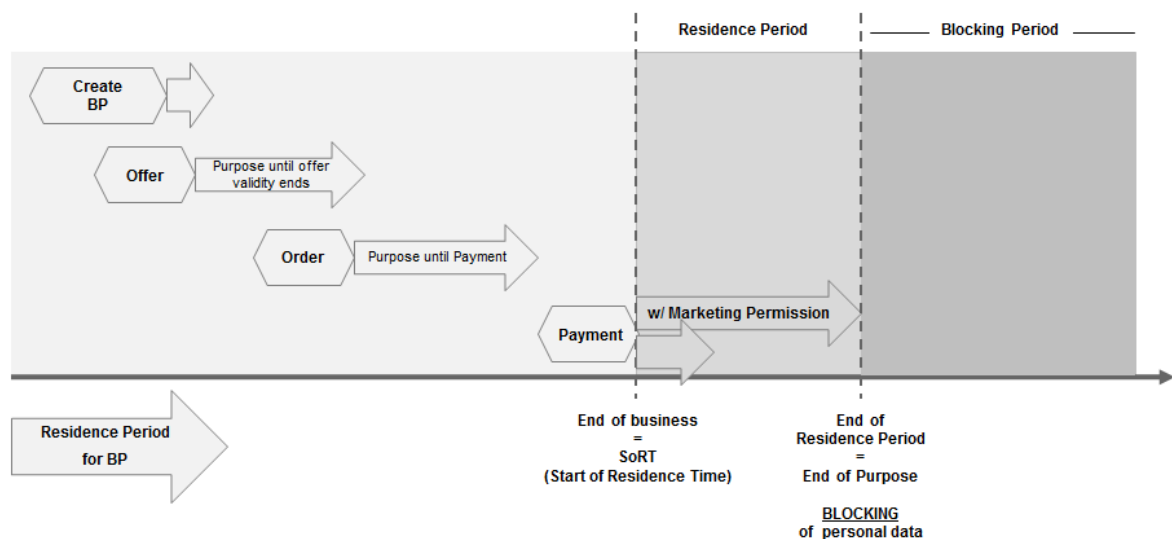 Residence Period
Blocking Period
Create
BP
Offer
Purpose until offer
validity ends
Order
Purpose until Payment
w/ Marketing Permission
Payment
Residence Period
for BP
End of business
=
SoRT
(Start of Residence Time)
End of
Residence Period
=
End of Purpose
BLOCKING
of personal data